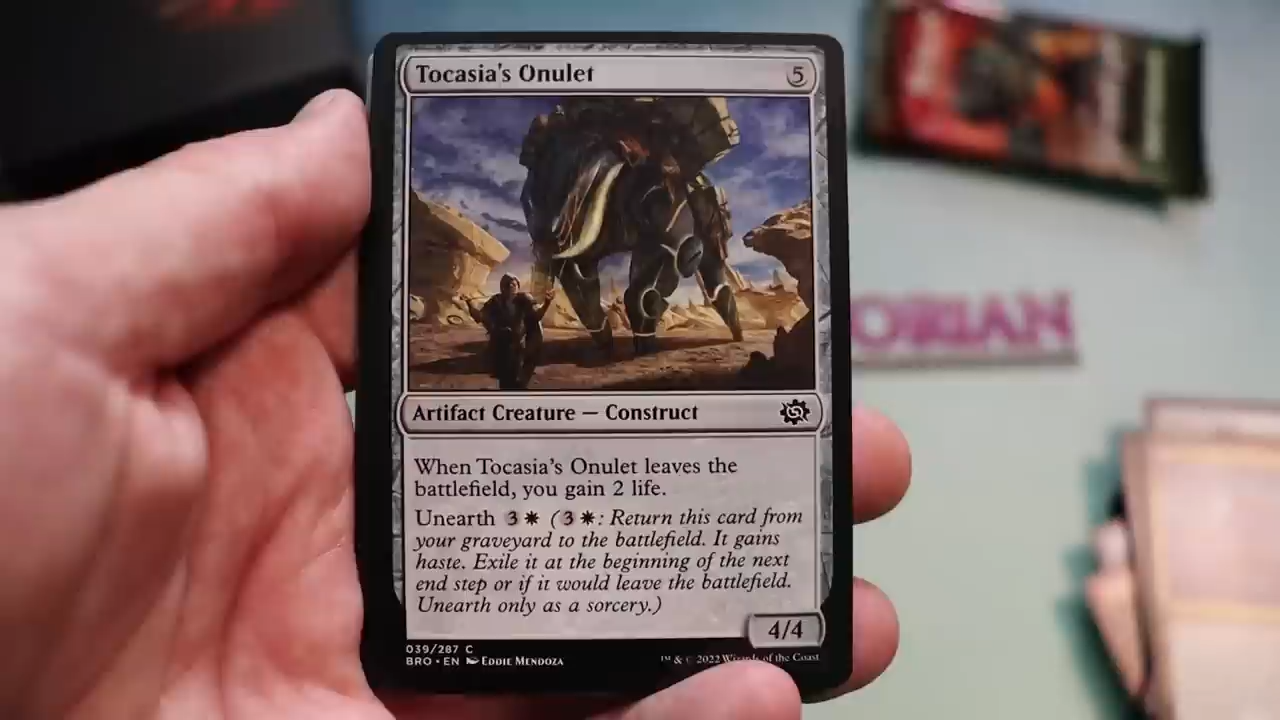 Tocasia's Onulet 5
ORIAN
Artifact Creature — Construct
When Tocasia's Onulet leaves the
battlefield, you gain 2 life.
Unearth 3 (3 : Return this card from
your graveyard to the battlefield. It gains
haste. Exile it at the beginning of the next
end step or if it would leave the battlefield.
Unearth only as a sorcery.)
4/4
039/287 C
BRO • EN EDDIE MENDOZA
™ & © 2022 Wizards of the Coast